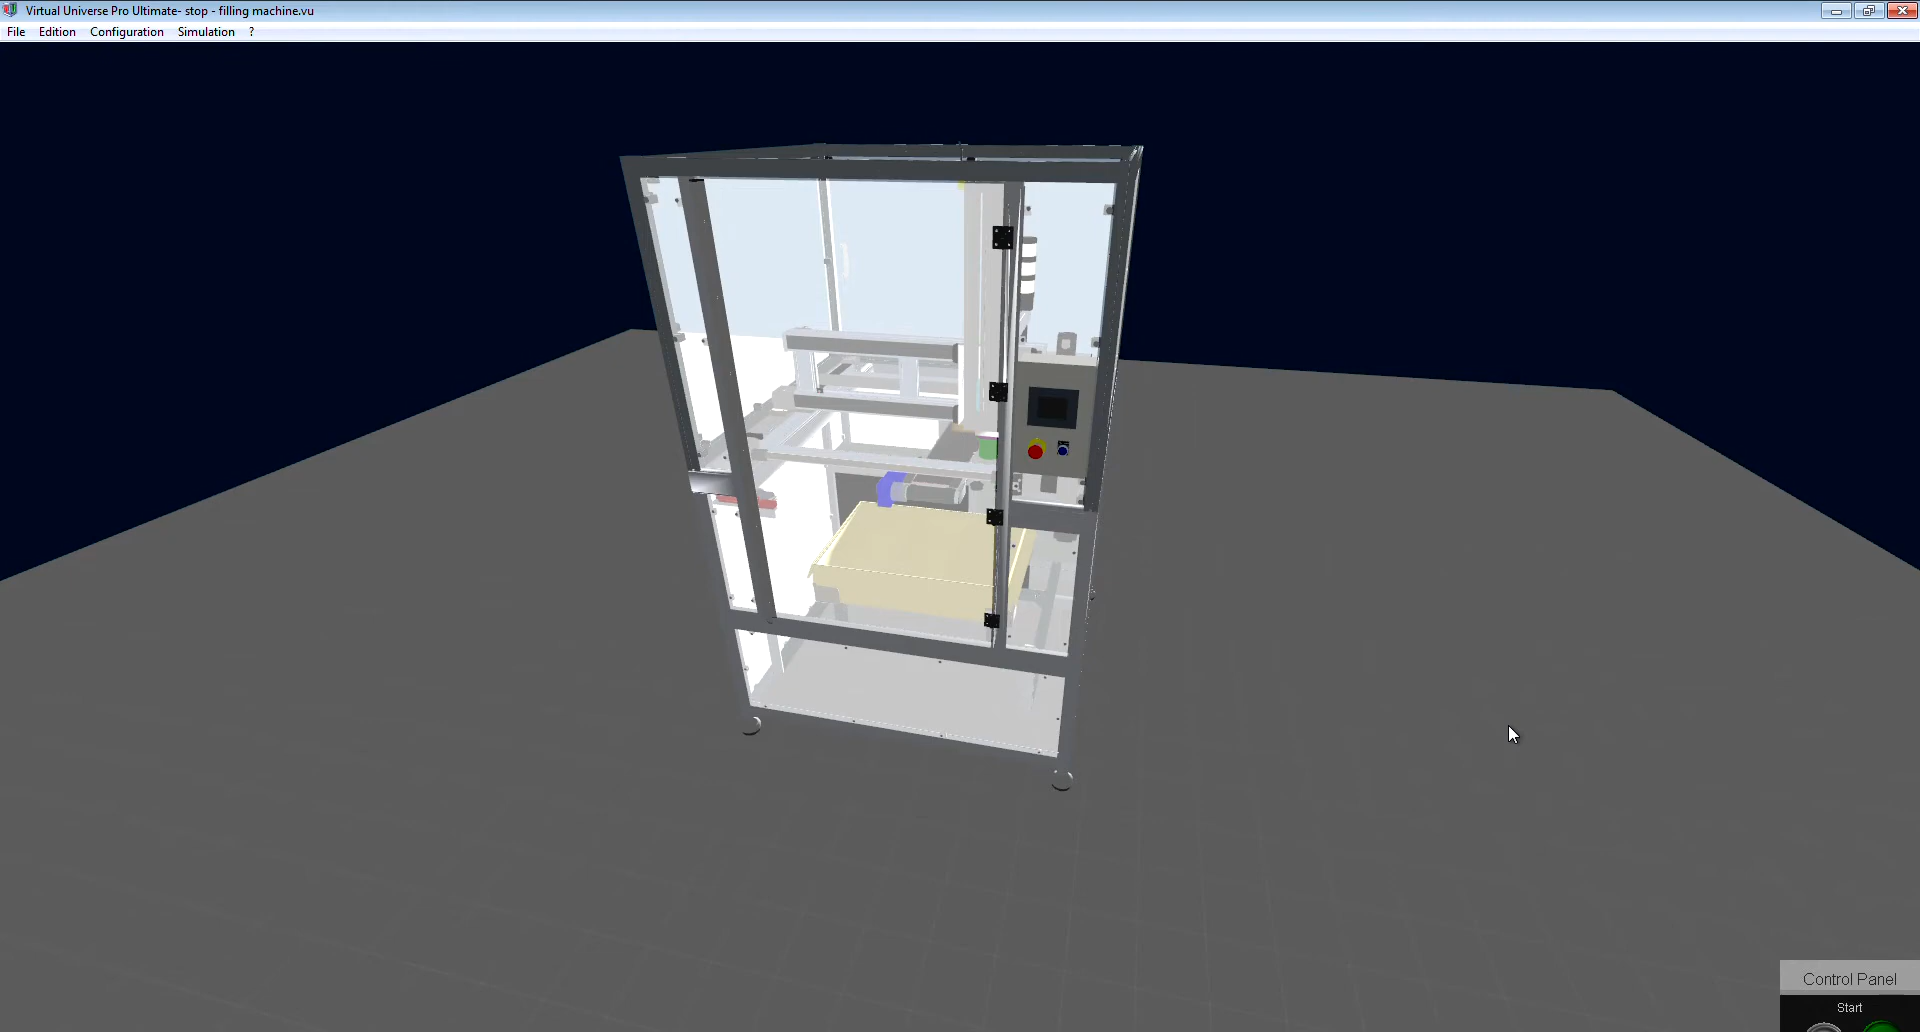 Virtual Universe Pro Ultimate- stop - filling machine.vu
File Edition Configuration Simulation ?
Control Panel
Start